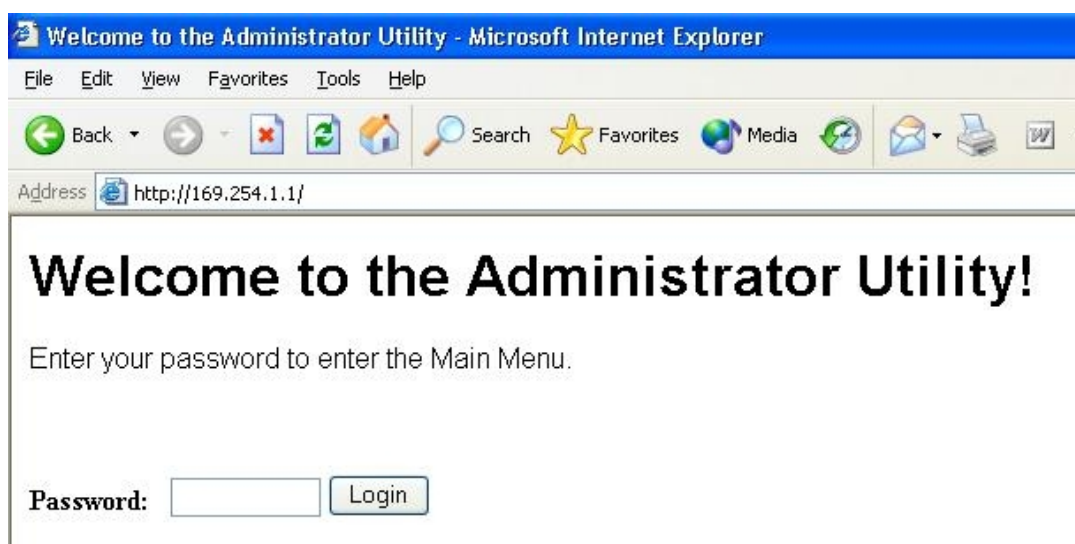 Welcome to the Administrator Utility - Microsoft Internet Explorer
File Edit View Favorites Tools Help
Back Search Favorites Media
Address http://169.254.1.1/
Welcome to the Administrator Utility!
Enter your password to enter the Main Menu.
Password: Login